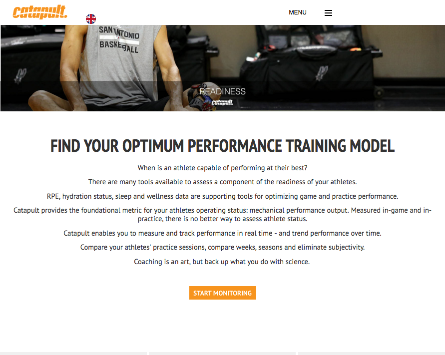 catapult
MENU
SAN ANTONIO
BASKETBALL
READINESS
catapult
FIND YOUR OPTIMUM PERFORMANCE TRAINING MODEL
When is an athlete capable of performing at their best?
There are many tools available to assess a component of the readiness of your athletes.
RPE, hydration status, sleep and wellness data are supporting tools for optimizing game and practice performance.
Catapult provides the foundational metric for your athletes operating status: mechanical performance output. Measured in-game and in-
practice, there is no better way to assess athlete status.
Catapult enables you to measure and track performance in real time - and trend performance over time.
Compare your athletes' practice sessions, compare weeks, seasons and eliminate subjectivity.
Coaching is an art, but back up what you do with science.
START MONITORING